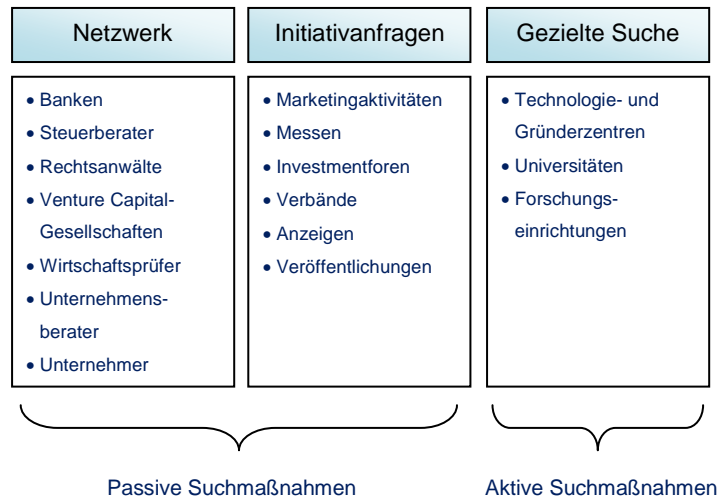 Netzwerk
• Banken
• Steuerberater
• Rechtsanwälte
• Venture Capital-
Gesellschaften
• Wirtschaftsprüfer
• Unternehmens-
berater
• Unternehmer
Initiativanfragen
• Marketingaktivitäten
• Messen
• Investmentforen
• Verbände
• Anzeigen
• Veröffentlichungen
Gezielte Suche
• Technologie- und
Gründerzentren
• Universitäten
• Forschungs-
einrichtungen
Passive Suchmaßnahmen
Aktive Suchmaßnahmen